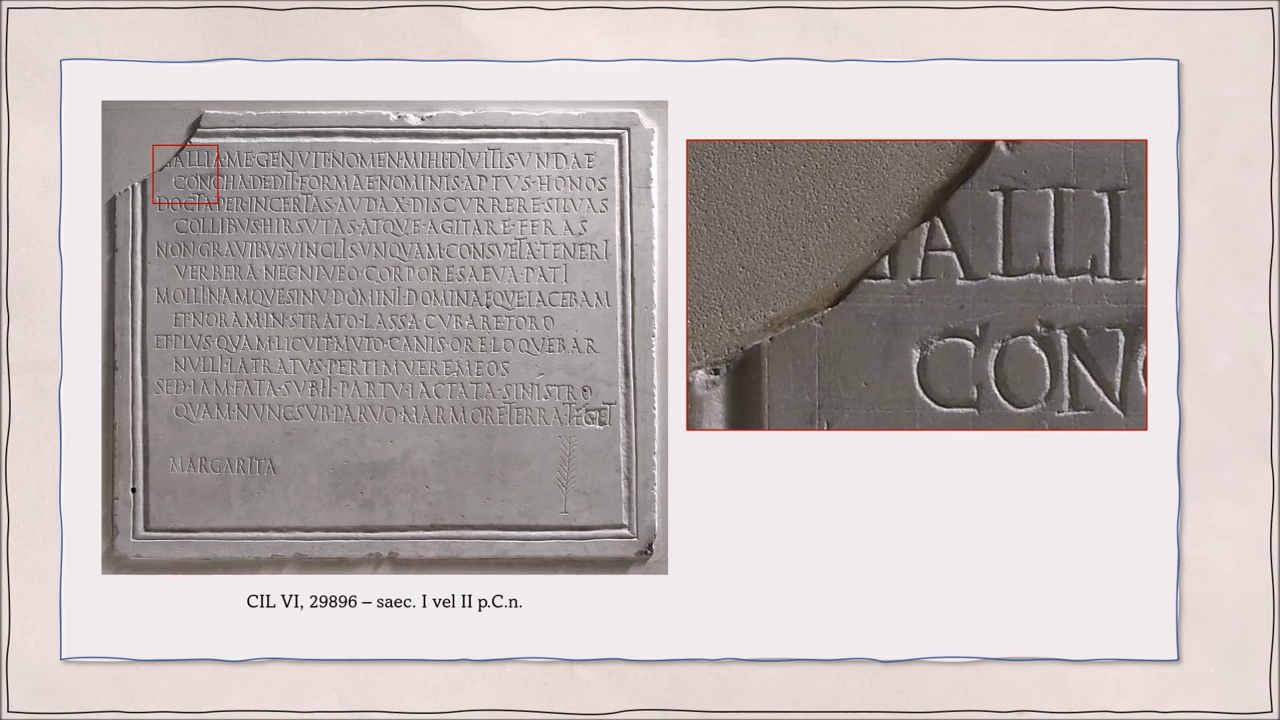 ALLIA·ME·GENVIT·NOMEN·MIHI·DIVITIS·VNDAE
CONCHA·DEDIT·FORMAE·NOMINIS·APTVS·HONOS
DOCTA·PER·INCERTAS·AVDAX·DISCVRRERE·SILVAS
COLLIBVS·HIRSVTAS·ATQVE·AGITARE·FERAS
NON·GRAVIBVS·VINCLIS·VNQVAM·CONSVETA·TENERI
VERBERA·NEC·NIVEO·CORPORE·SAEVA·PATI
MOLLI·NAMQVE·SINV·DOMINI·DOMINAEQVE·IACEBAM
ET·NORAM·IN·STRATO·LASSA·CVBARE·TORO
ET·PLVS·QVAM·LICVIT·MVTO·CANIS·ORE·LOQVEBAR
NVLLI·LATRATVS·PERTIMVERE·MEOS
SED·IAM·FATA·SVBII·PARTV·IACTATA·SINISTRO
QVAM·NVNC·SVB·PARVO·MARMORE·TERRA·TEGET
MARGARITA
CIL VI, 29896 – saec. I vel II p.C.n.
ALLI
CON